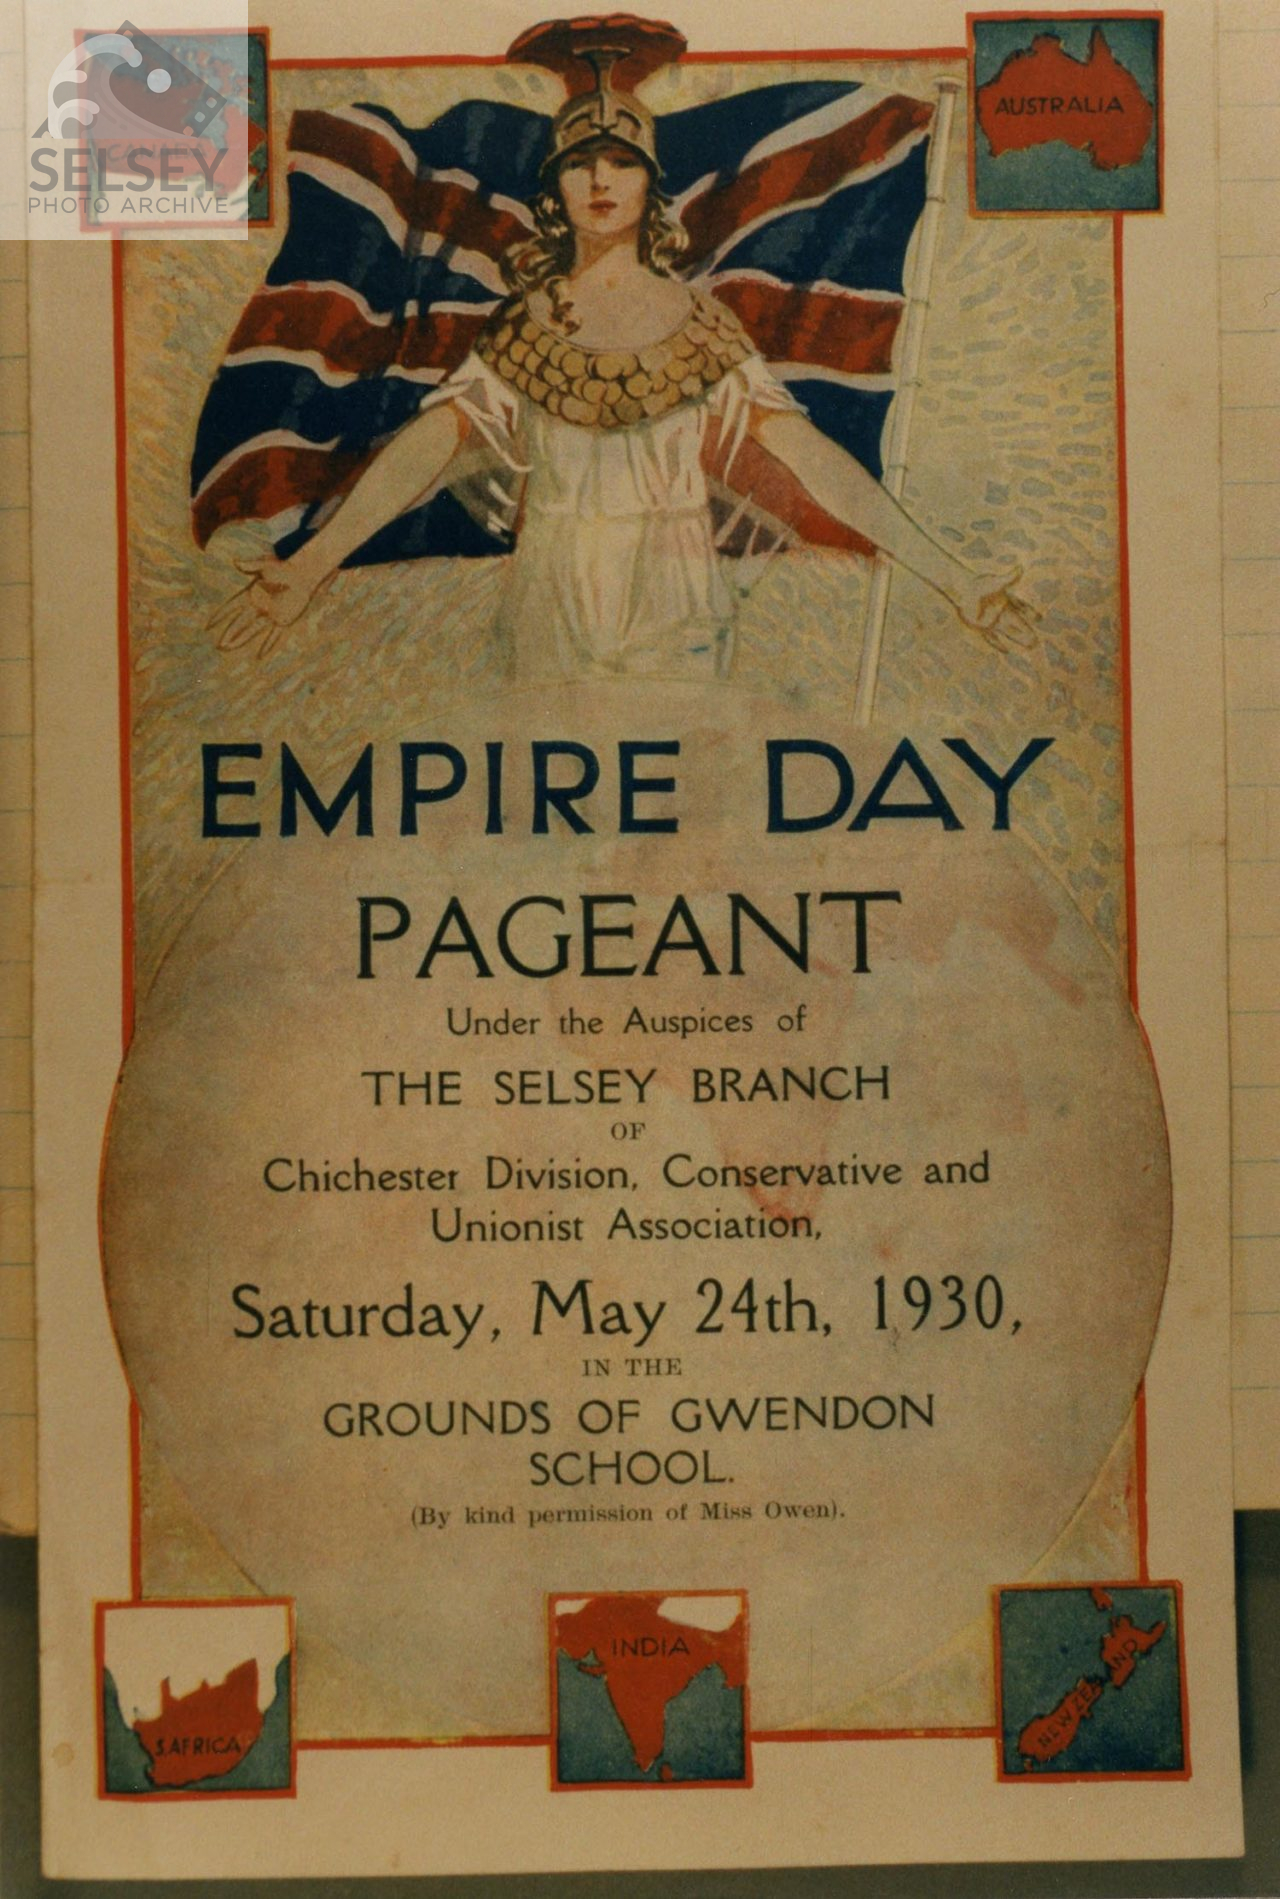 CANADA
SELSEY
PHOTO ARCHIVE
AUSTRALIA
EMPIRE DAY
PAGEANT
Under the Auspices of
THE SELSEY BRANCH
OF
Chichester Division, Conservative and
Unionist Association,
Saturday, May 24th, 1930,
IN THE
GROUNDS OF GWENDON
SCHOOL.
(By kind permission of Miss Owen).
S. AFRICA
INDIA
NEW ZEALAND